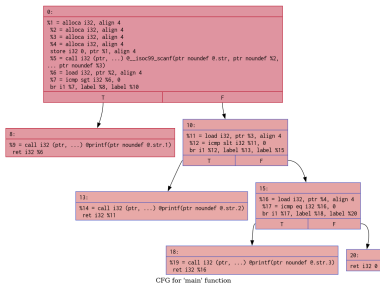 0:
%1 = alloca i32, align 4
%2 = alloca i32, align 4
%3 = alloca i32, align 4
%4 = alloca i32, align 4
store i32 0, ptr %1, align 4
%5 = call i32 (ptr, ...) @__isoc99_scanf(ptr noundef @.str, ptr noundef %2,
... ptr noundef %3)
%6 = load i32, ptr %2, align 4
%7 = icmp sgt i32 %6, 0
br i1 %7, label %8, label %10
T F
8:
%9 = call i32 (ptr, ...) @printf(ptr noundef @.str.1)
ret i32 %6
10:
%11 = load i32, ptr %3, align 4
%12 = icmp slt i32 %11, 0
br i1 %12, label %13, label %15
T F
13:
%14 = call i32 (ptr, ...) @printf(ptr noundef @.str.2)
ret i32 %11
15:
%16 = load i32, ptr %4, align 4
%17 = icmp eq i32 %16, 0
br i1 %17, label %18, label %20
T F
18:
%19 = call i32 (ptr, ...) @printf(ptr noundef @.str.3)
ret i32 %16
20:
ret i32 0
CFG for 'main' function